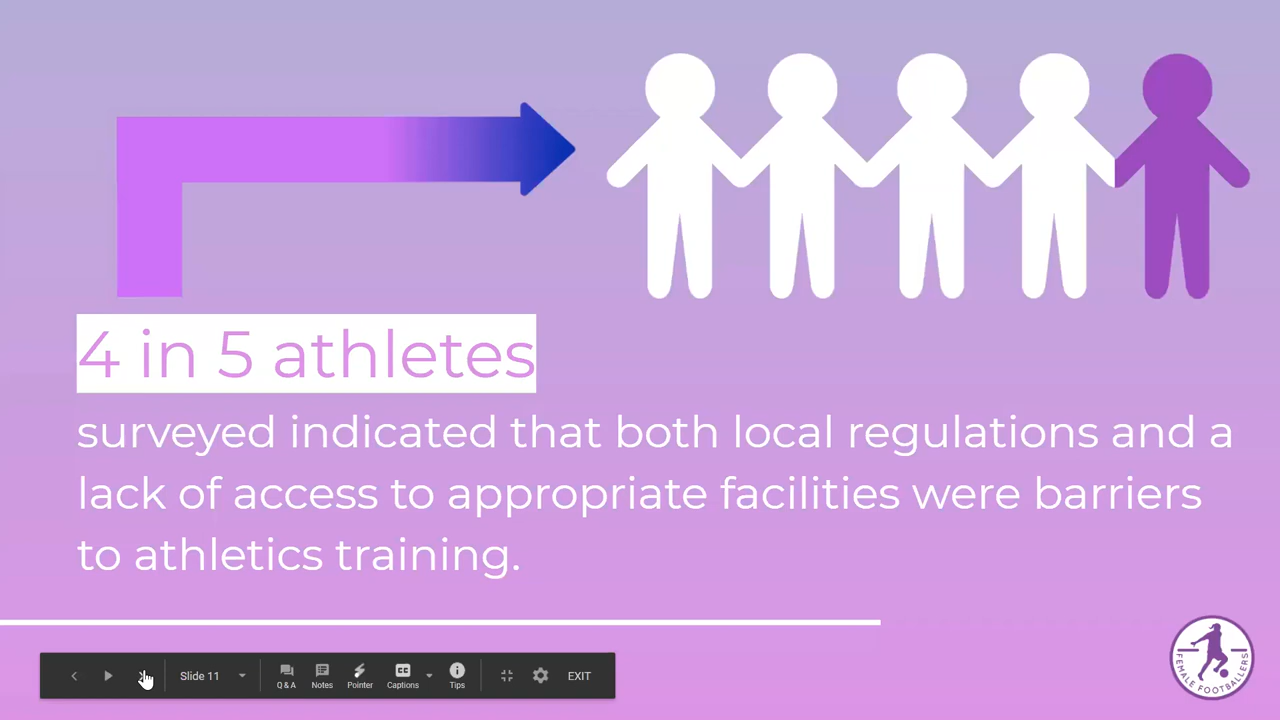 4 in 5 athletes
surveyed indicated that both local regulations and a
lack of access to appropriate facilities were barriers
to athletics training.
FEMALE FOOTBALLERS
Slide 11
Q & A
Notes
Pointer
CC
Captions
Tips
EXIT